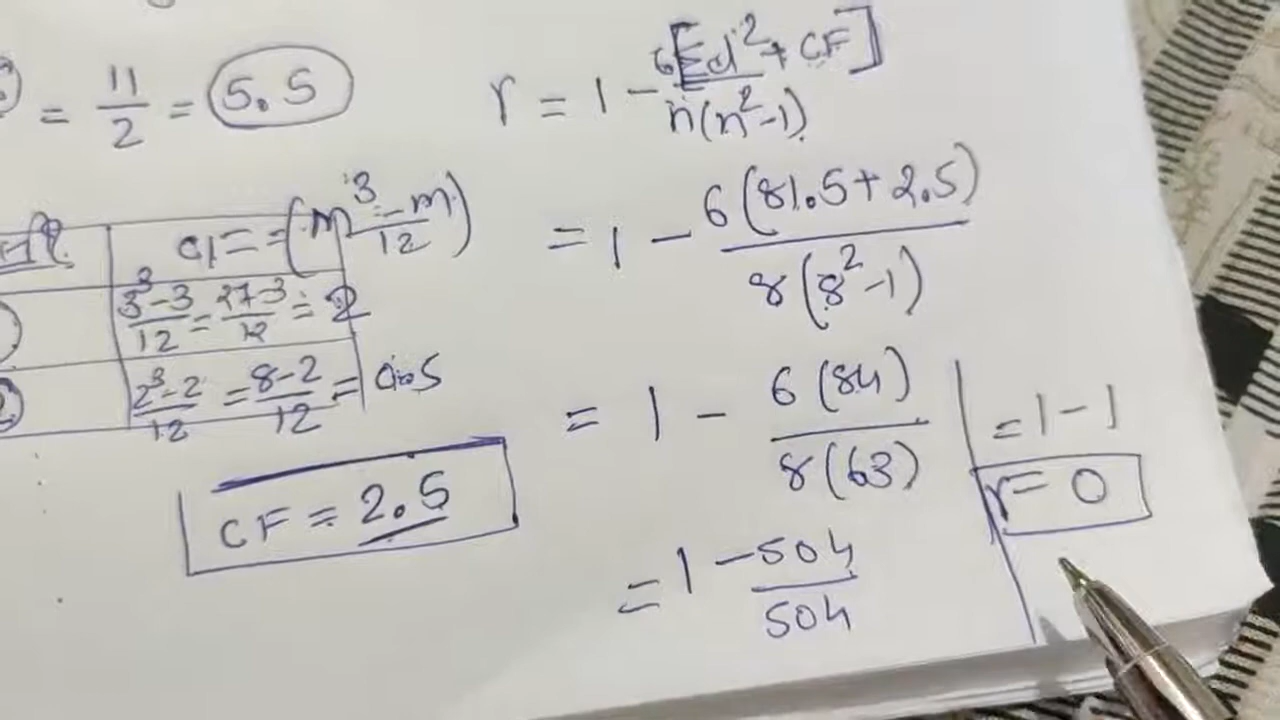 = 11/2 = 5.5
CF = (m³ - m / 12)
3³-3/12 = 27-3/12 = 2
2³-2/12 = 8-2/12 = 0.5
CF = 2.5
r = 1 - 6[Σd² + CF] / n(n²-1)
= 1 - 6(81.5 + 2.5) / 8(8²-1)
= 1 - 6(84) / 8(63)
= 1 - 504/504
= 1 - 1
r = 0